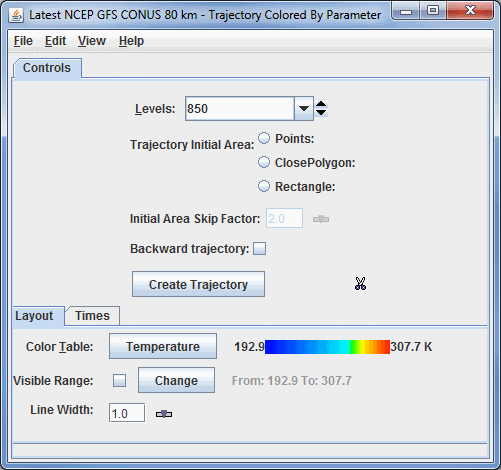 Latest NCEP GFS CONUS 80 km - Trajectory Colored By Parameter
File Edit View Help
Controls
Levels: 850
Trajectory Initial Area: Points:
ClosePolygon:
Rectangle:
Initial Area Skip Factor: 2.0
Backward trajectory:
Create Trajectory
Layout Times
Color Table: Temperature 192.9 307.7 K
Visible Range: Change From: 192.9 To: 307.7
Line Width: 1.0